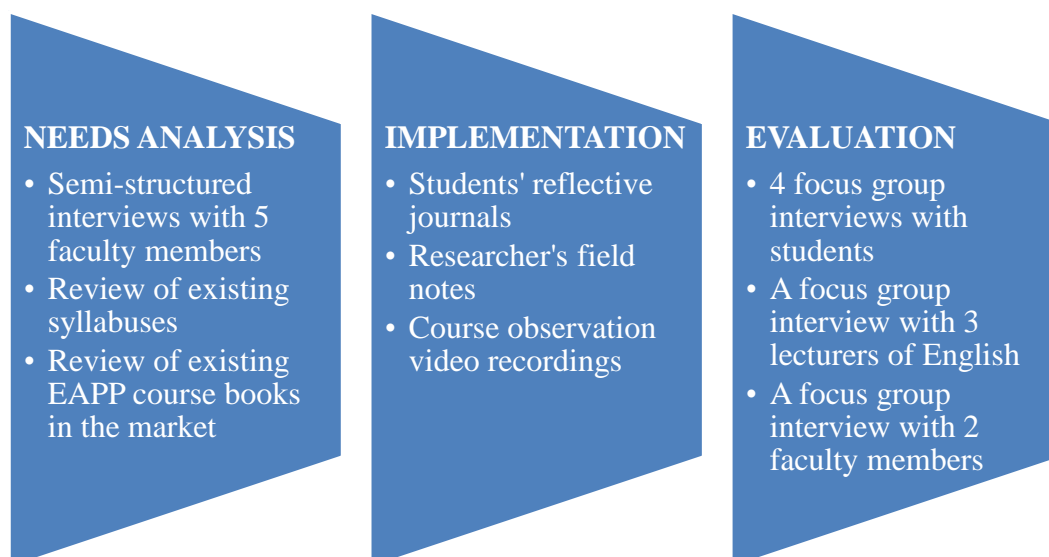 NEEDS ANALYSIS
• Semi-structured
interviews with 5
faculty members
• Review of existing
syllabuses
• Review of existing
EAPP course books
in the market
IMPLEMENTATION
• Students' reflective
journals
• Researcher's field
notes
• Course observation
video recordings
EVALUATION
• 4 focus group
interviews with
students
• A focus group
interview with 3
lecturers of English
• A focus group
interview with 2
faculty members